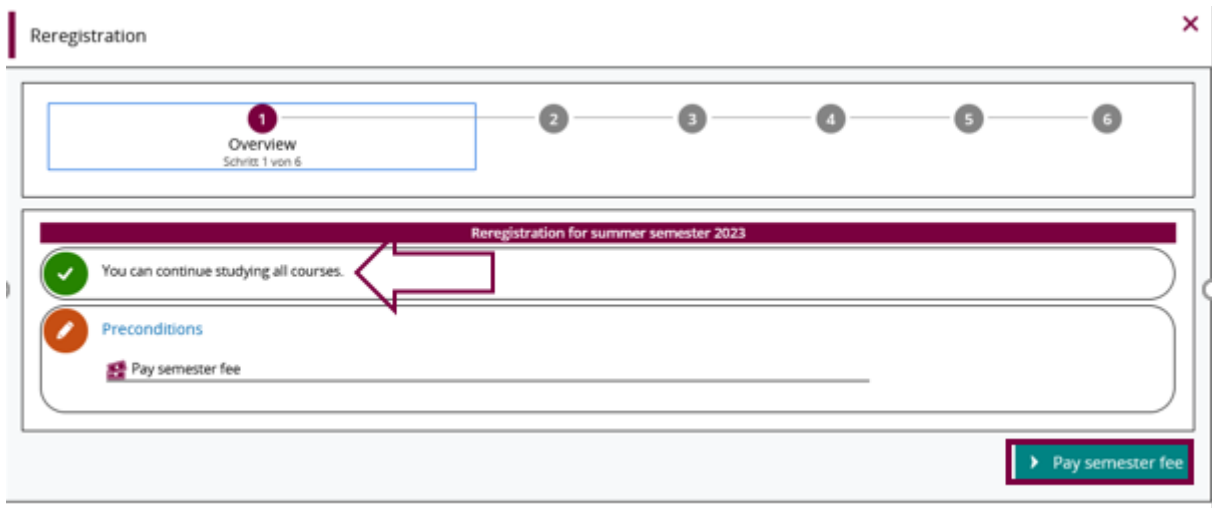 Reregistration
1
2
3
4
5
6
Overview
Schritt 1 von 6
Reregistration for summer semester 2023
You can continue studying all courses.
Preconditions
Pay semester fee
Pay semester fee